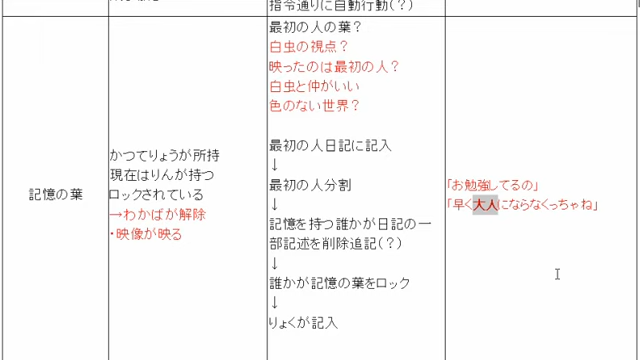 指令通りに自動行動(?)
記憶の葉
かつてりょうが所持
現在はりんが持つ
ロックされている
→わかばが解除
・映像が映る
最初の人の葉?
白虫の視点?
映ったのは最初の人?
白虫と仲がいい
色のない世界?
最初の人日記に記入
↓
最初の人分割
↓
記憶を持つ誰かが日記の一
部記述を削除追記(?)
↓
誰かが記憶の葉をロック
↓
りょくが記入
「お勉強してるの」
「早く大人にならなくっちゃね」